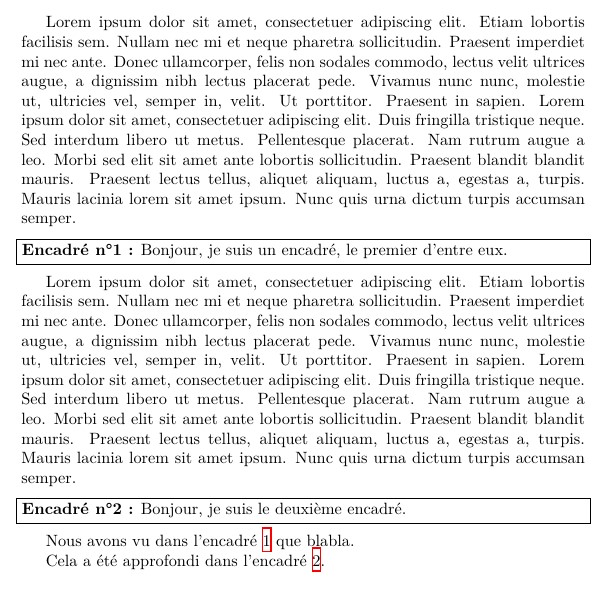 Lorem ipsum dolor sit amet, consectetuer adipiscing elit. Etiam lobortis
facilisis sem. Nullam nec mi et neque pharetra sollicitudin. Praesent imperdiet
mi nec ante. Donec ullamcorper, felis non sodales commodo, lectus velit ultrices
augue, a dignissim nibh lectus placerat pede. Vivamus nunc nunc, molestie
ut, ultricies vel, semper in, velit. Ut porttitor. Praesent in sapien. Lorem
ipsum dolor sit amet, consectetuer adipiscing elit. Duis fringilla tristique neque.
Sed interdum libero ut metus. Pellentesque placerat. Nam rutrum augue a
leo. Morbi sed elit sit amet ante lobortis sollicitudin. Praesent blandit blandit
mauris. Praesent lectus tellus, aliquet aliquam, luctus a, egestas a, turpis.
Mauris lacinia lorem sit amet ipsum. Nunc quis urna dictum turpis accumsan
semper.
Encadré n°1 : Bonjour, je suis un encadré, le premier d'entre eux.
Lorem ipsum dolor sit amet, consectetuer adipiscing elit. Etiam lobortis
facilisis sem. Nullam nec mi et neque pharetra sollicitudin. Praesent imperdiet
mi nec ante. Donec ullamcorper, felis non sodales commodo, lectus velit ultrices
augue, a dignissim nibh lectus placerat pede. Vivamus nunc nunc, molestie
ut, ultricies vel, semper in, velit. Ut porttitor. Praesent in sapien. Lorem
ipsum dolor sit amet, consectetuer adipiscing elit. Duis fringilla tristique neque.
Sed interdum libero ut metus. Pellentesque placerat. Nam rutrum augue a
leo. Morbi sed elit sit amet ante lobortis sollicitudin. Praesent blandit blandit
mauris. Praesent lectus tellus, aliquet aliquam, luctus a, egestas a, turpis.
Mauris lacinia lorem sit amet ipsum. Nunc quis urna dictum turpis accumsan
semper.
Encadré n°2 : Bonjour, je suis le deuxième encadré.
Nous avons vu dans l'encadré 1 que blabla.
Cela a été approfondi dans l'encadré 2.